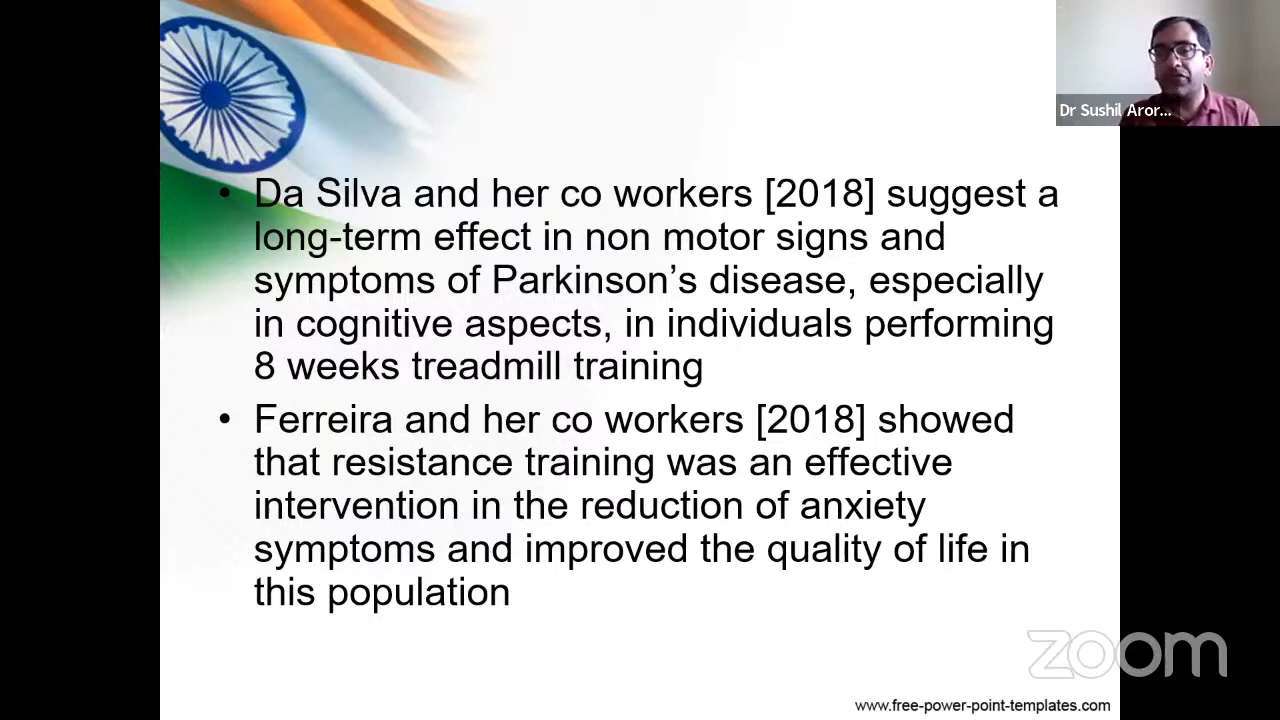 Dr Sushil Aror...
• Da Silva and her co workers [2018] suggest a
long-term effect in non motor signs and
symptoms of Parkinson’s disease, especially
in cognitive aspects, in individuals performing
8 weeks treadmill training
• Ferreira and her co workers [2018] showed
that resistance training was an effective
intervention in the reduction of anxiety
symptoms and improved the quality of life in
this population
zoom
www.free-power-point-templates.com